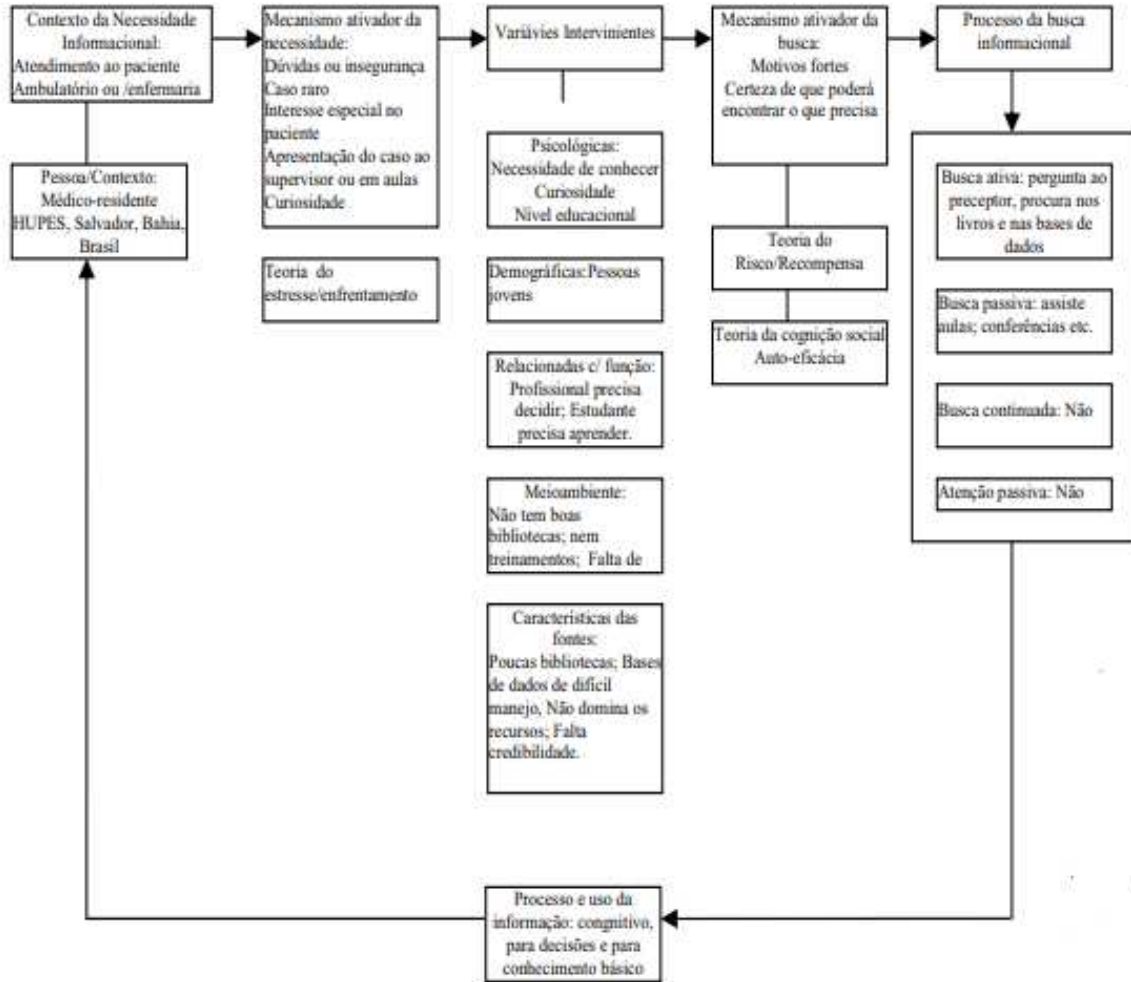 Contexto da Necessidade
Informacional:
Atendimento ao paciente
Ambulatório ou /enfermaria
Pessoa/Contexto:
Médico-residente
HUPES, Salvador, Bahia,
Brasil
Mecanismo ativador da
necessidade:
Dúvidas ou insegurança
Caso raro
Interesse especial no
paciente
Apresentação do caso ao
supervisor ou em aulas
Curiosidade
Teoria do
estresse/enfrentamento
Variávies Intervinientes
Psicológicas:
Necessidade de conhecer
Curiosidade
Nivel educacional
Demográficas:Pessoas
jovens
Relacionadas c/ função:
Profissional precisa
decidir; Estudante
precisa aprender.
Meioambiente:
Não tem boas
bibliotecas; nem
treinamentos; Falta de
Características das
fontes:
Poucas bibliotecas; Bases
de dados de difícil
manejo, Não domina os
recursos; Falta
credibilidade.
Mecanismo ativador da
busca:
Motivos fortes
Certeza de que poderá
encontrar o que precisa
Teoria do
Risco/Recompensa
Teoria da cognição social
Auto-eficácia
Processo da busca
informacional
Busca ativa: pergunta ao
preceptor, procura nos
livros e nas bases de
dados
Busca passiva: assiste
aulas; conferências etc.
Busca continuada: Não
Atenção passiva: Não
Processo e uso da
informação: congnitivo,
para decisões e para
conhecimento básico